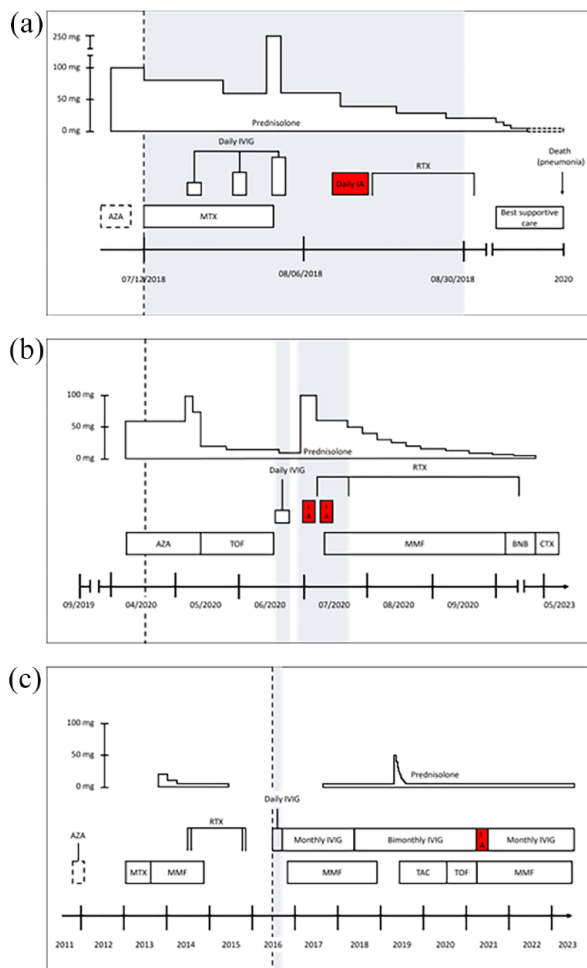 (a)
250 mg
100 mg
50 mg
0 mg
Prednisolone
Daily IVIG
Death
(pneumonia)
RTX
Daily IA
AZA
MTX
Best supportive
care
07/12/2018
08/06/2018
08/30/2018
2020
(b)
100 mg
50 mg
0 mg
Prednisolone
Daily IVIG
RTX
I A
I A
AZA
TOF
MMF
BNB
CTX
09/2019
04/2020
05/2020
06/2020
07/2020
08/2020
09/2020
05/2023
(c)
100 mg
50 mg
0 mg
Prednisolone
Daily IVIG
RTX
AZA
Monthly IVIG
Bimonthly IVIG
I A
Monthly IVIG
MTX
MMF
MMF
TAC
TOF
MMF
2011
2012
2013
2014
2015
2016
2017
2018
2019
2020
2021
2022
2023